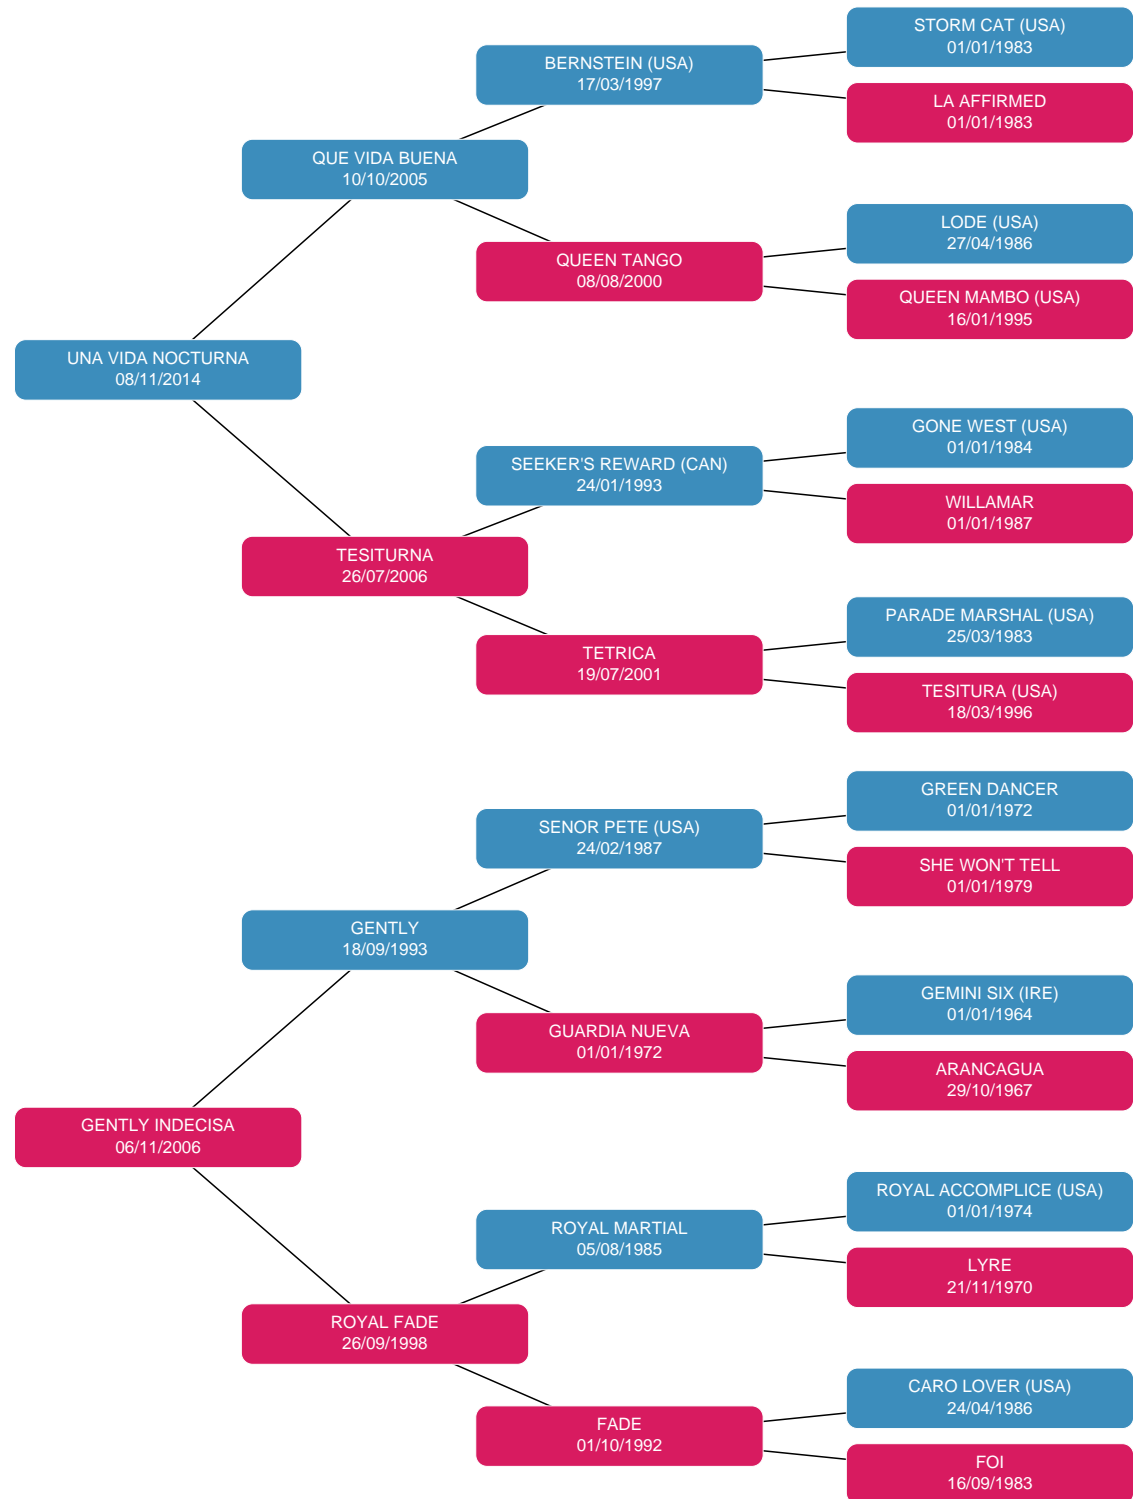 STORM CAT (USA)
01/01/1983
BERNSTEIN (USA)
17/03/1997
LA AFFIRMED
01/01/1983
QUE VIDA BUENA
10/10/2005
LODE (USA)
27/04/1986
QUEEN TANGO
08/08/2000
QUEEN MAMBO (USA)
16/01/1995
UNA VIDA NOCTURNA
08/11/2014
GONE WEST (USA)
01/01/1984
SEEKER'S REWARD (CAN)
24/01/1993
WILLAMAR
01/01/1987
TESITURNA
26/07/2006
PARADE MARSHAL (USA)
25/03/1983
TETRICA
19/07/2001
TESITURA (USA)
18/03/1996
GREEN DANCER
01/01/1972
SENOR PETE (USA)
24/02/1987
SHE WON'T TELL
01/01/1979
GENTLY
18/09/1993
GEMINI SIX (IRE)
01/01/1964
GUARDIA NUEVA
01/01/1972
ARANCAGUA
29/10/1967
GENTLY INDECISA
06/11/2006
ROYAL ACCOMPLICE (USA)
01/01/1974
ROYAL MARTIAL
05/08/1985
LYRE
21/11/1970
ROYAL FADE
26/09/1998
CARO LOVER (USA)
24/04/1986
FADE
01/10/1992
FOI
16/09/1983